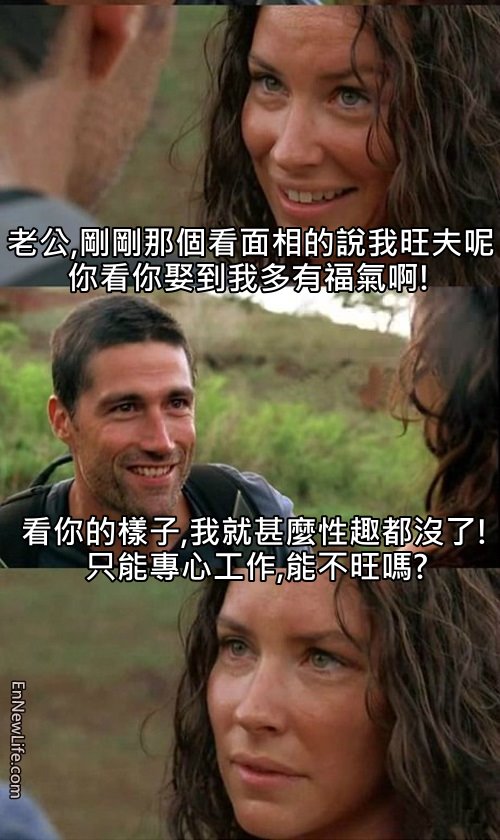 老公,剛剛那個看面相的說我旺夫呢
你看你娶到我多有福氣啊!
看你的樣子,我就甚麼性趣都沒了!
只能專心工作,能不旺嗎?
EnNewLife.com